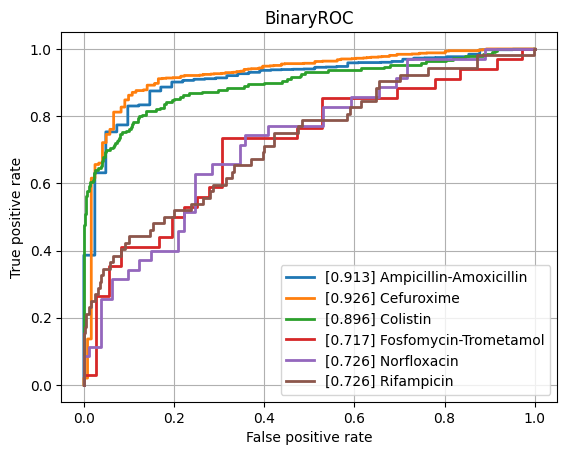 BinaryROC
True positive rate
1.0
0.8
0.6
0.4
0.2
0.0
[0.913] Ampicillin-Amoxicillin
[0.926] Cefuroxime
[0.896] Colistin
[0.717] Fosfomycin-Trometamol
[0.726] Norfloxacin
[0.726] Rifampicin
0.0 0.2 0.4 0.6 0.8 1.0
False positive rate